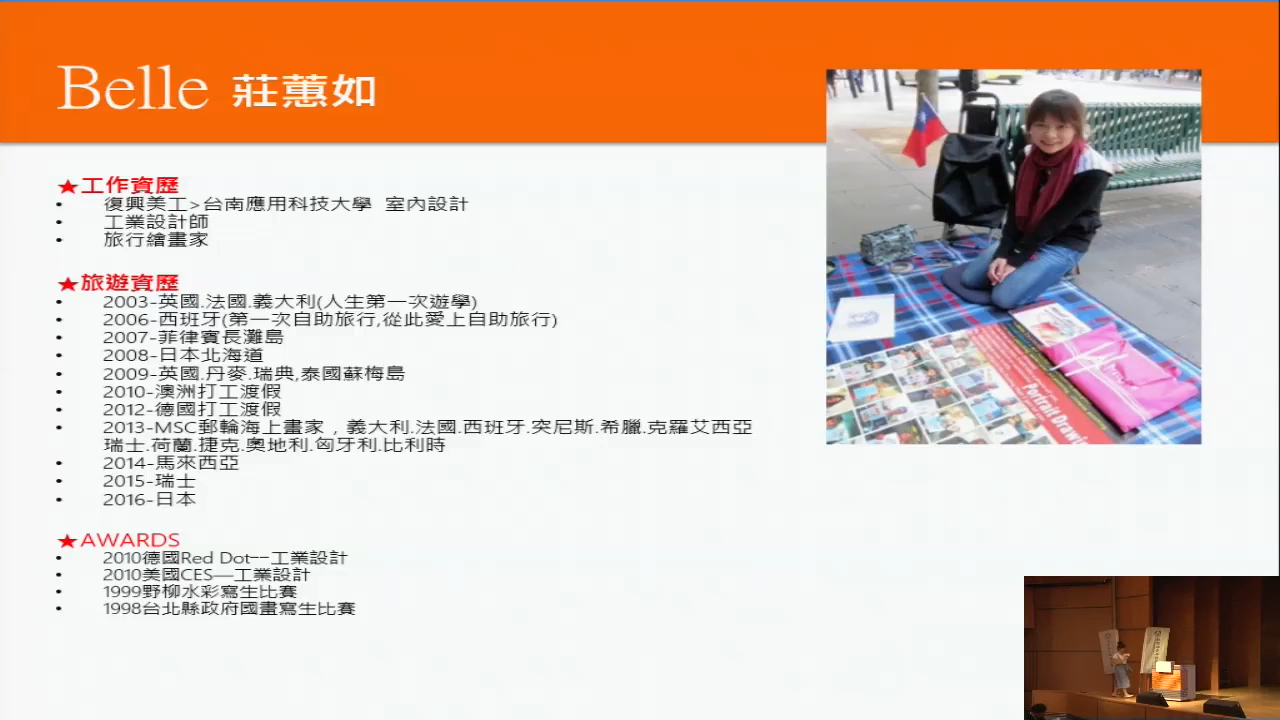 Belle 莊蕙如
★工作資歷
• 復興美工>台南應用科技大學 室內設計
• 工業設計師
• 旅行繪畫家
★旅遊資歷
• 2003-英國.法國.義大利(人生第一次遊學)
• 2006-西班牙(第一次自助旅行,從此愛上自助旅行)
• 2007-菲律賓長灘島
• 2008-日本北海道
• 2009-英國.丹麥.瑞典,泰國蘇梅島
• 2010-澳洲打工渡假
• 2012-德國打工渡假
• 2013-MSC郵輪海上畫家，義大利.法國.西班牙.突尼斯.希臘.克羅艾西亞
瑞士.荷蘭.捷克.奧地利.匈牙利.比利時
• 2014-馬來西亞
• 2015-瑞士
• 2016-日本
★AWARDS
• 2010德國Red Dot—工業設計
• 2010美國CES—工業設計
• 1999野柳水彩寫生比賽
• 1998台北縣政府國畫寫生比賽
Portrait Drawi